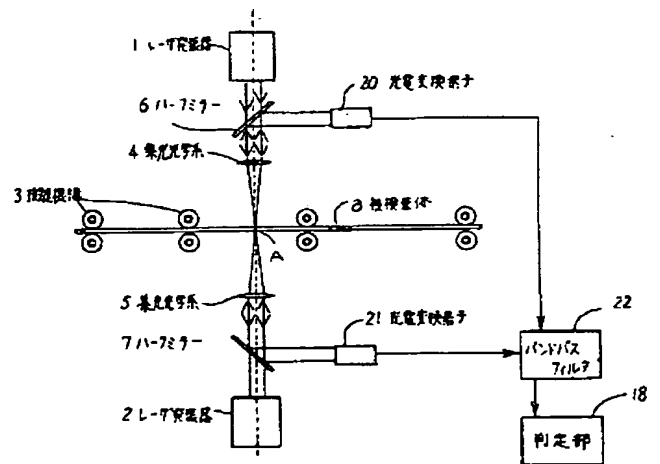 1 レーザ発振器
6 ハーフミラー
20 光電変換素子
4 集光光学系
3 搬送機構
8 被検査体
A
5 集光光学系
7 ハーフミラー
21 光電変換素子
22
バンドパス
フィルタ
2 レーザ発振器
18
判定部